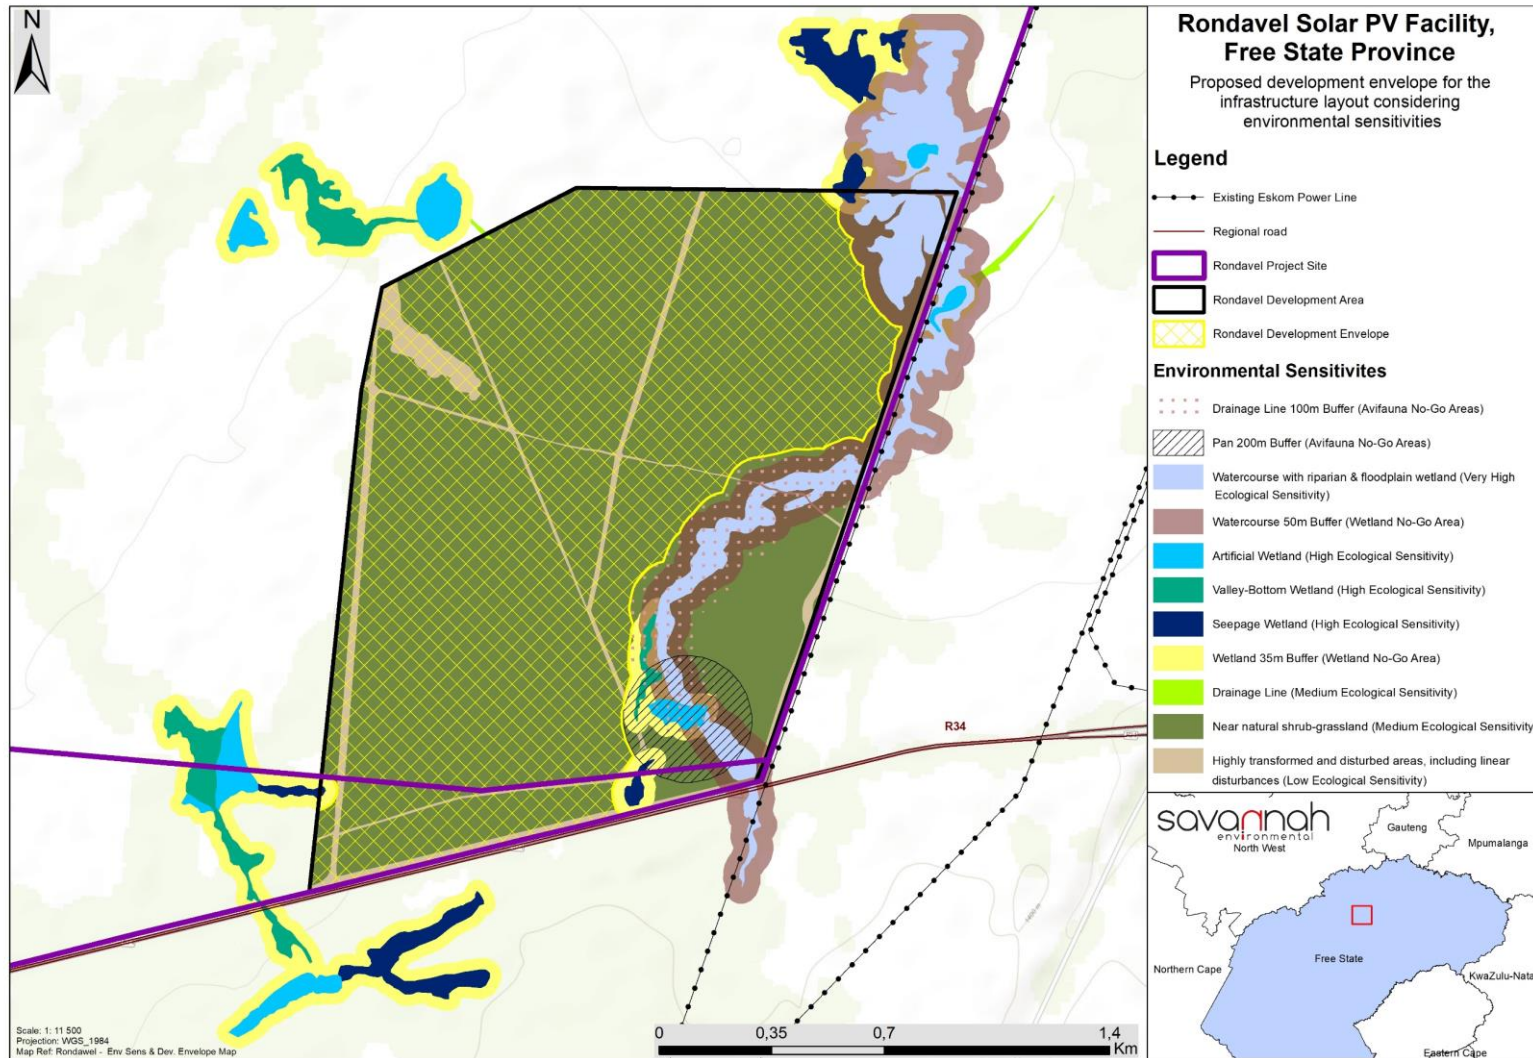 N
Rondavel Solar PV Facility,
Free State Province
Proposed development envelope for the
infrastructure layout considering
environmental sensitivities
Legend
Existing Eskom Power Line
Regional road
Rondavel Project Site
Rondavel Development Area
Rondavel Development Envelope
Environmental Sensitivites
Drainage Line 100m Buffer (Avifauna No-Go Areas)
Pan 200m Buffer (Avifauna No-Go Areas)
Watercourse with riparian & floodplain wetland (Very High
Ecological Sensitivity)
Watercourse 50m Buffer (Wetland No-Go Area)
Artificial Wetland (High Ecological Sensitivity)
Valley-Bottom Wetland (High Ecological Sensitivity)
Seepage Wetland (High Ecological Sensitivity)
Wetland 35m Buffer (Wetland No-Go Area)
Drainage Line (Medium Ecological Sensitivity)
Near natural shrub-grassland (Medium Ecological Sensitivity
Highly transformed and disturbed areas, including linear
disturbances (Low Ecological Sensitivity)
R34
savannah
environmental
North West
Gauteng
Mpumalanga
Northern Cape
Free State
KwaZulu-Nata
Eastern Cape
Scale: 1: 11 500
Projection: WGS_1984
Map Ref: Rondawel - Env Sens & Dev. Envelope Map
0 0,35 0,7 1,4
Km